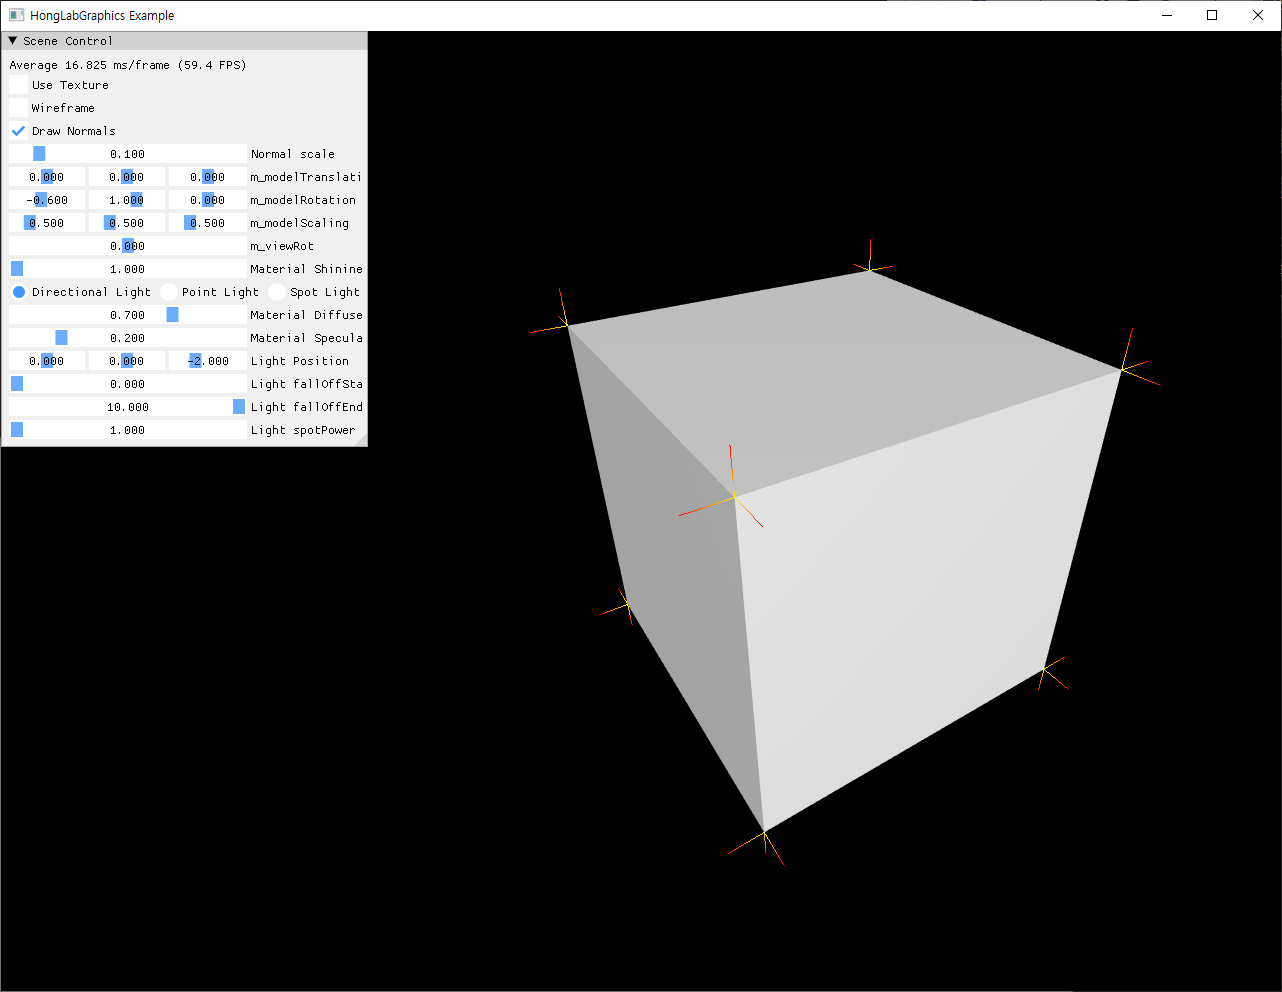 HongLabGraphics Example
Scene Control
Average 16.825 ms/frame (59.4 FPS)
Use Texture
Wireframe
Draw Normals
0.100 Normal scale
0.000 0.000 0.000 m_modelTranslati
-0.600 1.000 0.000 m_modelRotation
0.500 0.500 0.500 m_modelScaling
0.000 m_viewRot
1.000 Material Shinine
Directional Light Point Light Spot Light
0.700 Material Diffuse
0.200 Material Specula
0.000 0.000 -2.000 Light Position
0.000 Light fallOffSta
10.000 Light fallOffEnd
1.000 Light spotPower